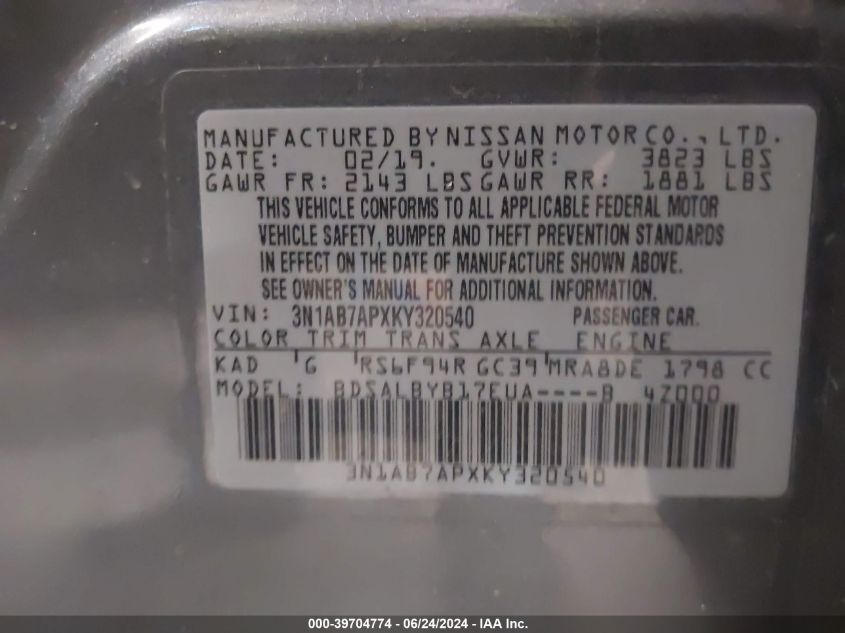 MANUFACTURED BY NISSAN MOTOR CO., LTD.
DATE: 02/19. GVWR: 3823 LBS
GAWR FR: 2143 LBS GAWR RR: 1881 LBS
THIS VEHICLE CONFORMS TO ALL APPLICABLE FEDERAL MOTOR
VEHICLE SAFETY, BUMPER AND THEFT PREVENTION STANDARDS
IN EFFECT ON THE DATE OF MANUFACTURE SHOWN ABOVE.
SEE OWNER'S MANUAL FOR ADDITIONAL INFORMATION.
VIN: 3N1AB7APXKY320540 PASSENGER CAR.
COLOR TRIM TRANS AXLE ENGINE
KAD G RS6F94R GC39 MRA8DE 1798 CC
MODEL: BDSALBYB17EUA----B 4Z000
3N1AB7APXKY320540
000-39704774 / 06/24/2024 / IAA Inc.